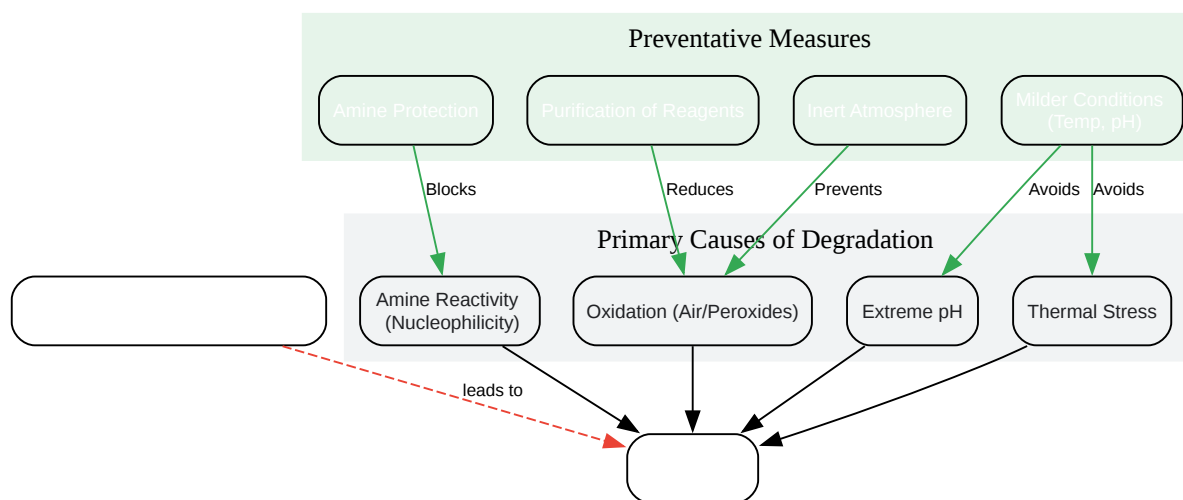 Preventative Measures
Amine Protection
Purification of Reagents
Inert Atmosphere
Milder Conditions
(Temp, pH)
Blocks
Reduces
Prevents
Avoids
Avoids
Primary Causes of Degradation
Amine Reactivity
(Nucleophilicity)
Oxidation (Air/Peroxides)
Extreme pH
Thermal Stress
leads to